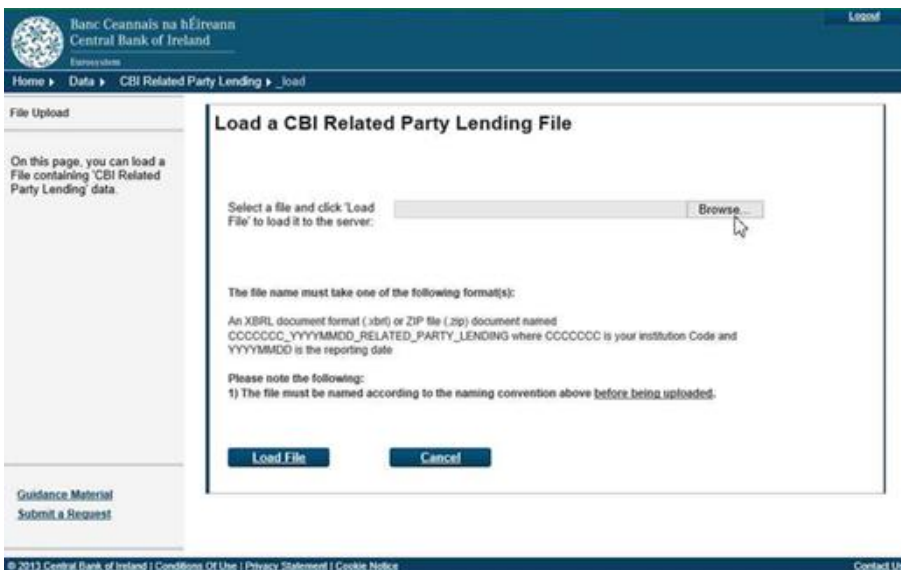 Banc Ceannais na hÉireann
Central Bank of Ireland
Eurosystem
Logout
Home Data CBI Related Party Lending _load
File Upload
On this page, you can load a
File containing 'CBI Related
Party Lending' data.
Load a CBI Related Party Lending File
Select a file and click 'Load
File' to load it to the server:
Browse...
The file name must take one of the following format(s):
An XBRL document format (.xbrl) or ZIP file (.zip) document named
CCCCCCC_YYYYMMDD_RELATED_PARTY_LENDING where CCCCCCC is your institution Code and
YYYYMMDD is the reporting date
Please note the following:
1) The file must be named according to the naming convention above before being uploaded.
Load File
Cancel
Guidance Material
Submit a Request
© 2013 Central Bank of Ireland | Conditions Of Use | Privacy Statement | Cookie Notice
Contact U